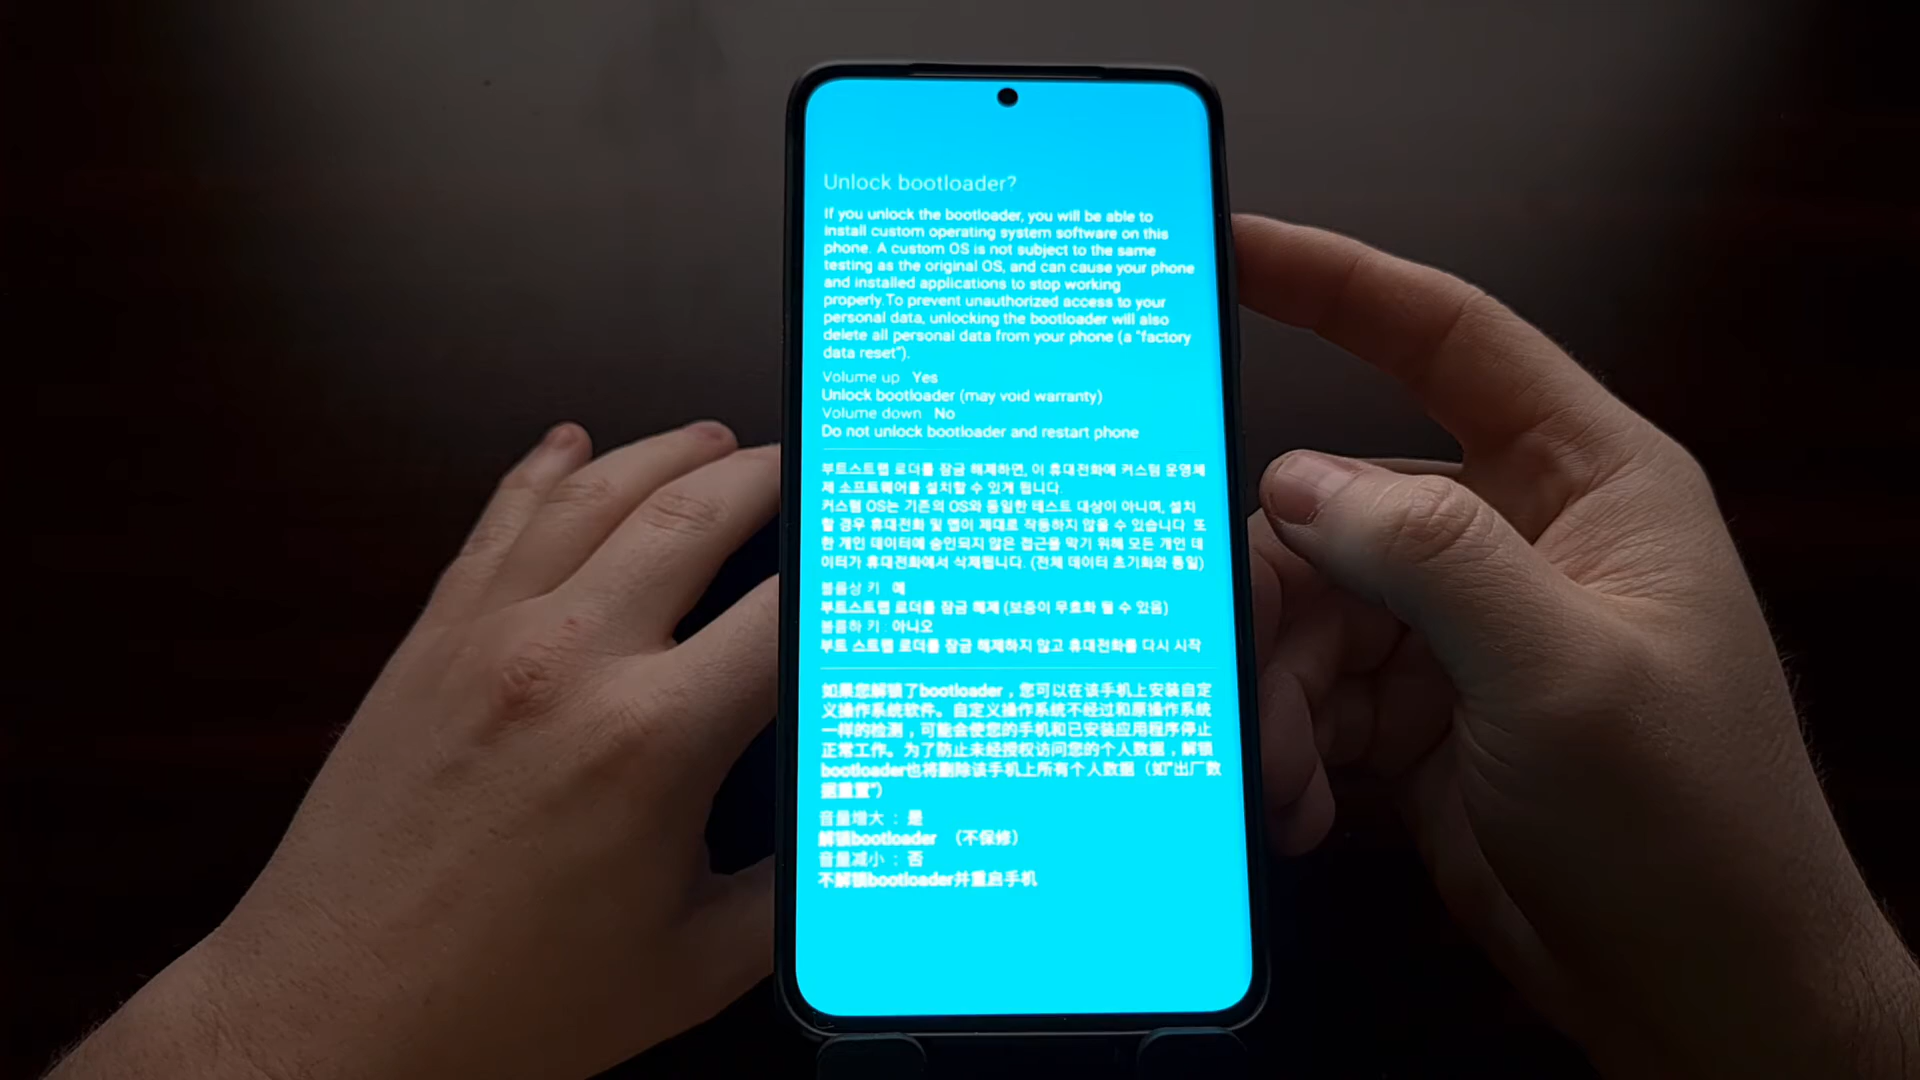 Unlock bootloader?
If you unlock the bootloader, you will be able to
install custom operating system software on this
phone. A custom OS is not subject to the same
testing as the original OS, and can cause your phone
and installed applications to stop working
properly.To prevent unauthorized access to your
personal data, unlocking the bootloader will also
delete all personal data from your phone (a "factory
data reset").
Volume up Yes
Unlock bootloader (may void warranty)
Volume down No
Do not unlock bootloader and restart phone
부트스트랩 로더를 잠금 해제하면, 이 휴대전화에 커스텀 운영체
제 소프트웨어를 설치할 수 있게 됩니다.
커스텀 OS는 기존의 OS와 동일한 테스트 대상이 아니며, 설치
할 경우 휴대전화 및 앱이 제대로 작동하지 않을 수 있습니다 또
한 개인 데이터에 승인되지 않은 접근을 막기 위해 모든 개인 데
이터가 휴대전화에서 삭제됩니다. (전체 데이터 초기화와 동일)
볼륨상 키 : 예
부트스트랩 로더를 잠금 해제 (보증이 무효화 될 수 있음)
볼륨하 키 : 아니오
부트 스트랩 로더를 잠금 해제하지 않고 휴대전화를 다시 시작
如果您解锁了bootloader，您可以在该手机上安装自定
义操作系统软件。自定义操作系统不经过和原操作系统
一样的检测，可能会使您的手机和已安装应用程序停止
正常工作。为了防止未经授权访问您的个人数据，解锁
bootloader也将删除该手机上所有个人数据（如"出厂数
据重置"）
音量增大 ：是
解锁bootloader （不保修）
音量减小 ：否
不解锁bootloader并重启手机